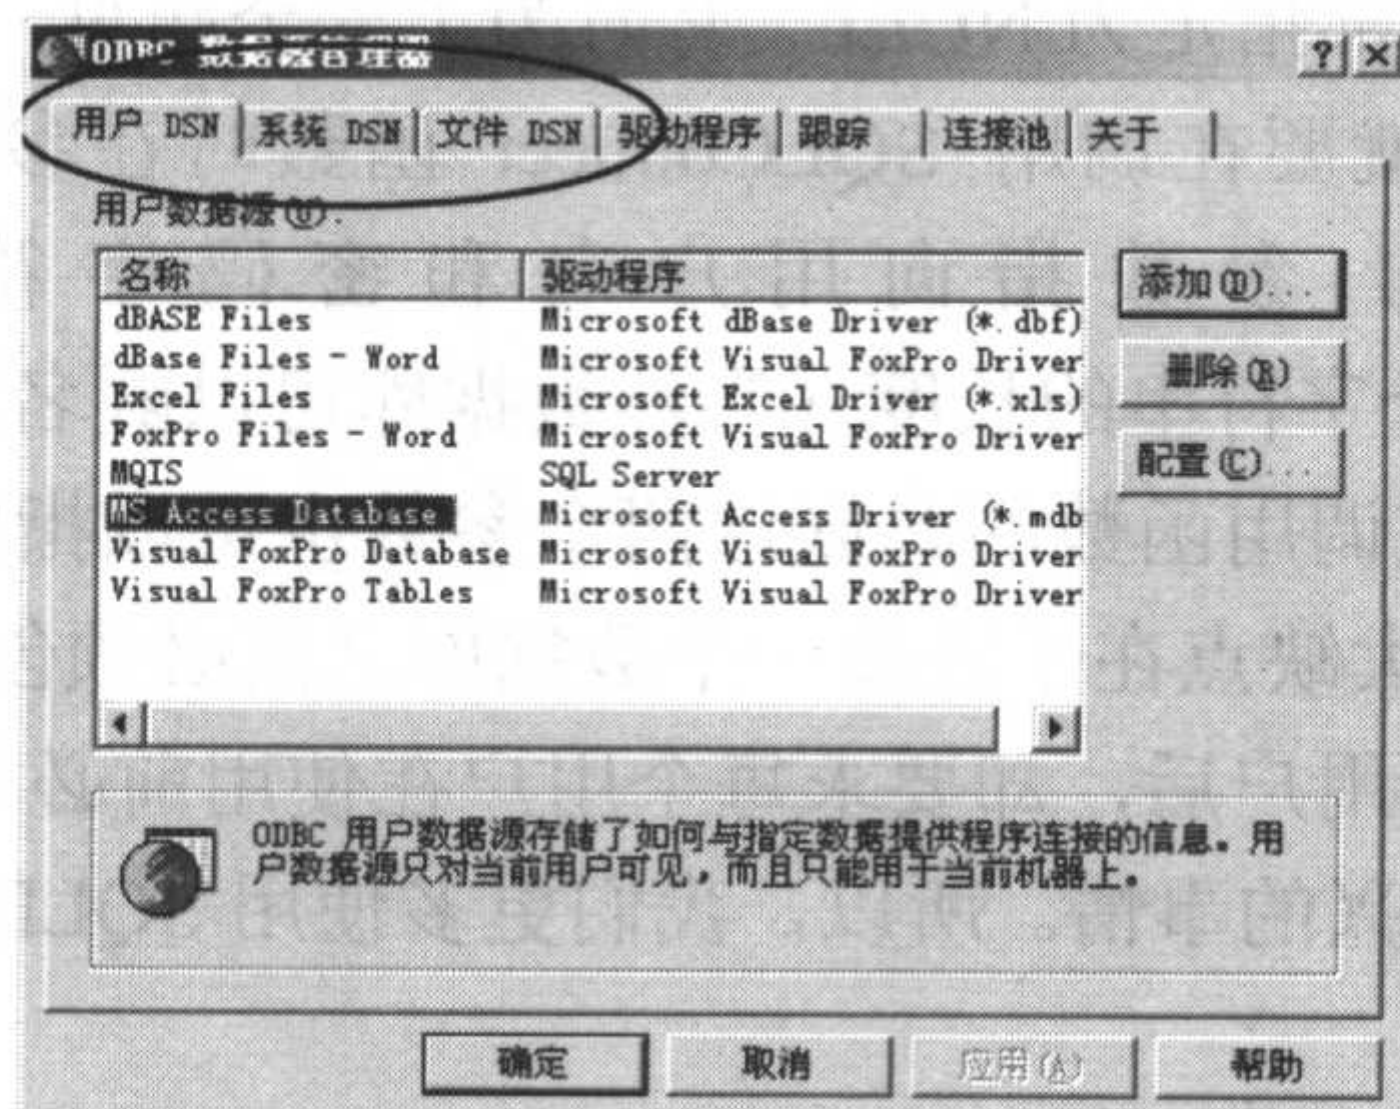 ODBC 数据源管理器
用户 DSN 系统 DSN 文件 DSN 驱动程序 跟踪 连接池 关于
用户数据源(U):
名称 驱动程序
dBASE Files Microsoft dBase Driver (*.dbf)
dBase Files - Word Microsoft Visual FoxPro Driver
Excel Files Microsoft Excel Driver (*.xls)
FoxPro Files - Word Microsoft Visual FoxPro Driver
MQIS SQL Server
MS Access Database Microsoft Access Driver (*.mdb
Visual FoxPro Database Microsoft Visual FoxPro Driver
Visual FoxPro Tables Microsoft Visual FoxPro Driver
添加(D)...
删除(R)
配置(C)...
ODBC 用户数据源存储了如何与指定数据提供程序连接的信息。用
户数据源只对当前用户可见，而且只能用于当前机器上。
确定 取消 应用(A) 帮助